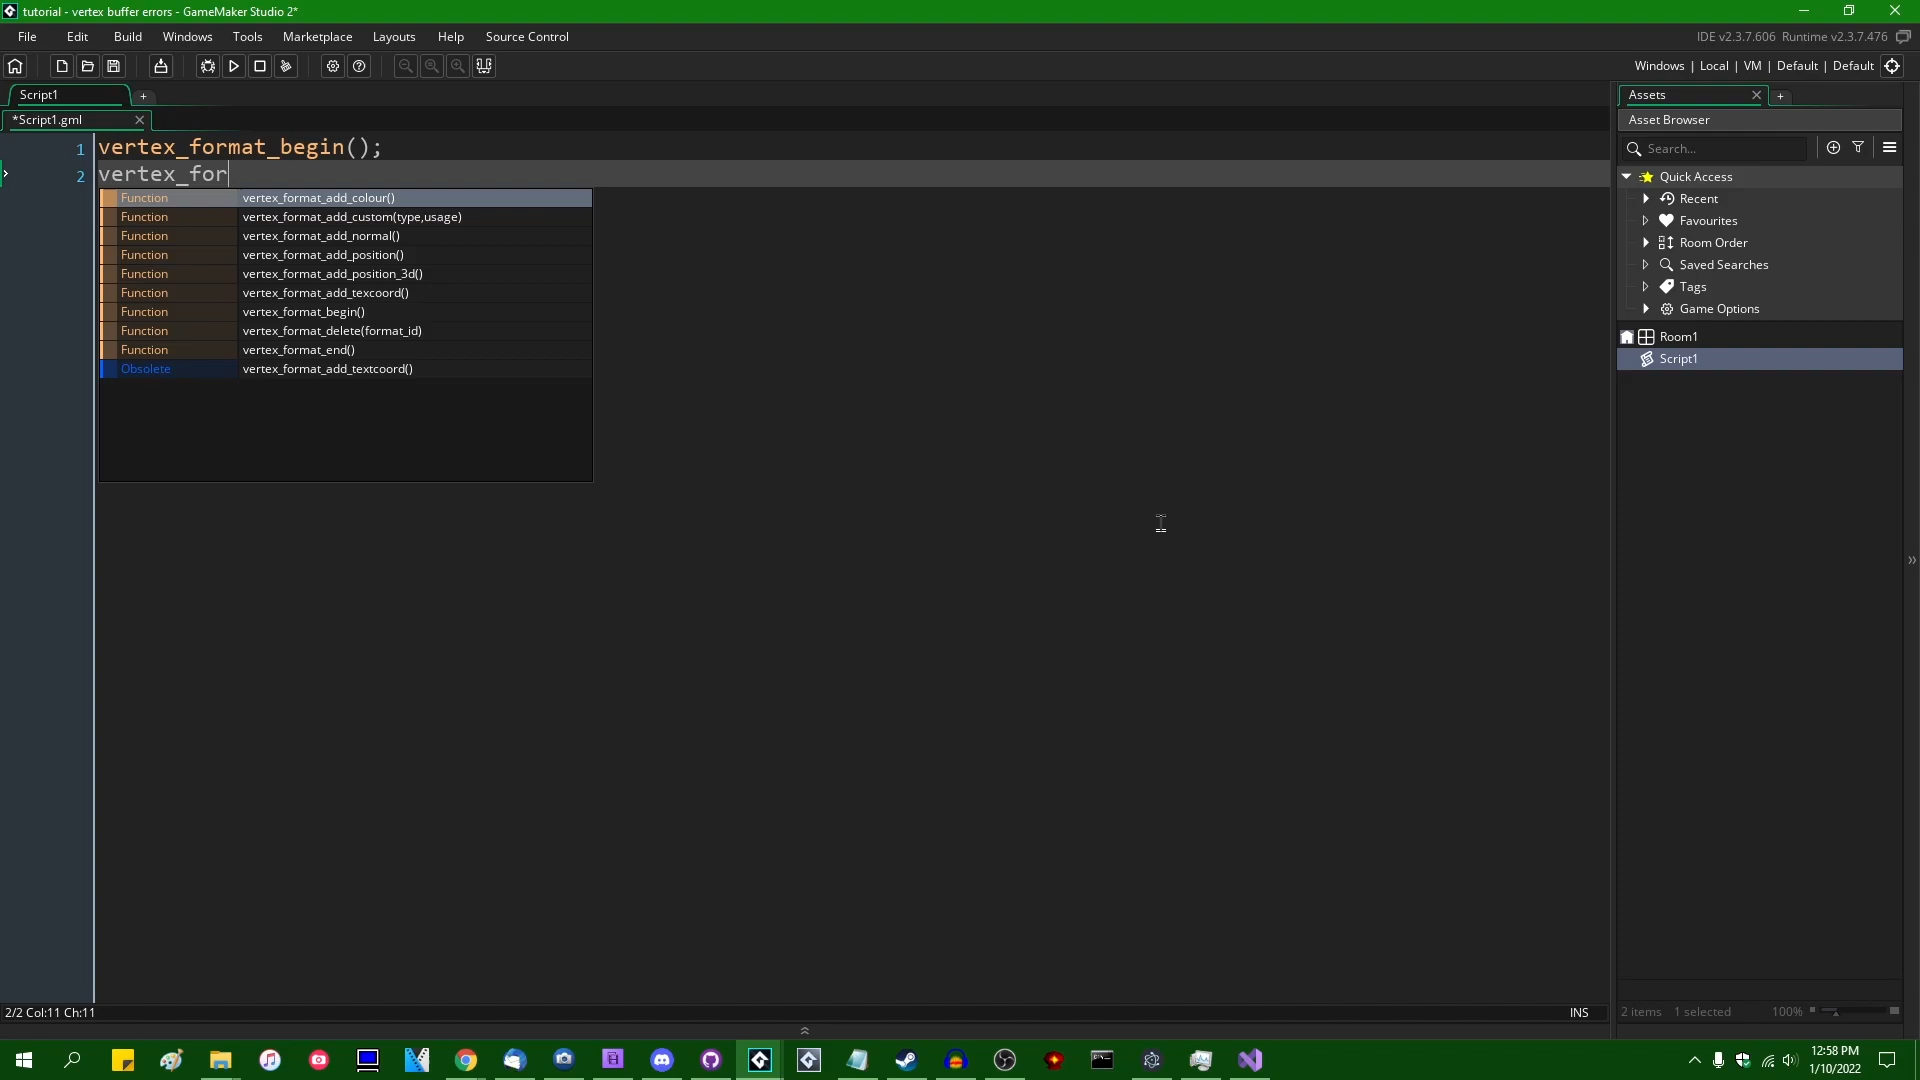 tutorial - vertex buffer errors - GameMaker Studio 2*
File Edit Build Windows Tools Marketplace Layouts Help Source Control
IDE v2.3.7.606 Runtime v2.3.7.476
Windows | Local | VM | Default | Default
Script1 +
Assets +
*Script1.gml
Asset Browser
1 vertex_format_begin();
Search...
2 vertex_for
Function vertex_format_add_colour()
Function vertex_format_add_custom(type,usage)
Function vertex_format_add_normal()
Function vertex_format_add_position()
Function vertex_format_add_position_3d()
Function vertex_format_add_texcoord()
Function vertex_format_begin()
Function vertex_format_delete(format_id)
Function vertex_format_end()
Obsolete vertex_format_add_textcoord()
Quick Access
Recent
Favourites
Room Order
Saved Searches
Tags
Game Options
Room1
Script1
2/2 Col:11 Ch:11
INS
2 items 1 selected 100%
12:58 PM
1/10/2022